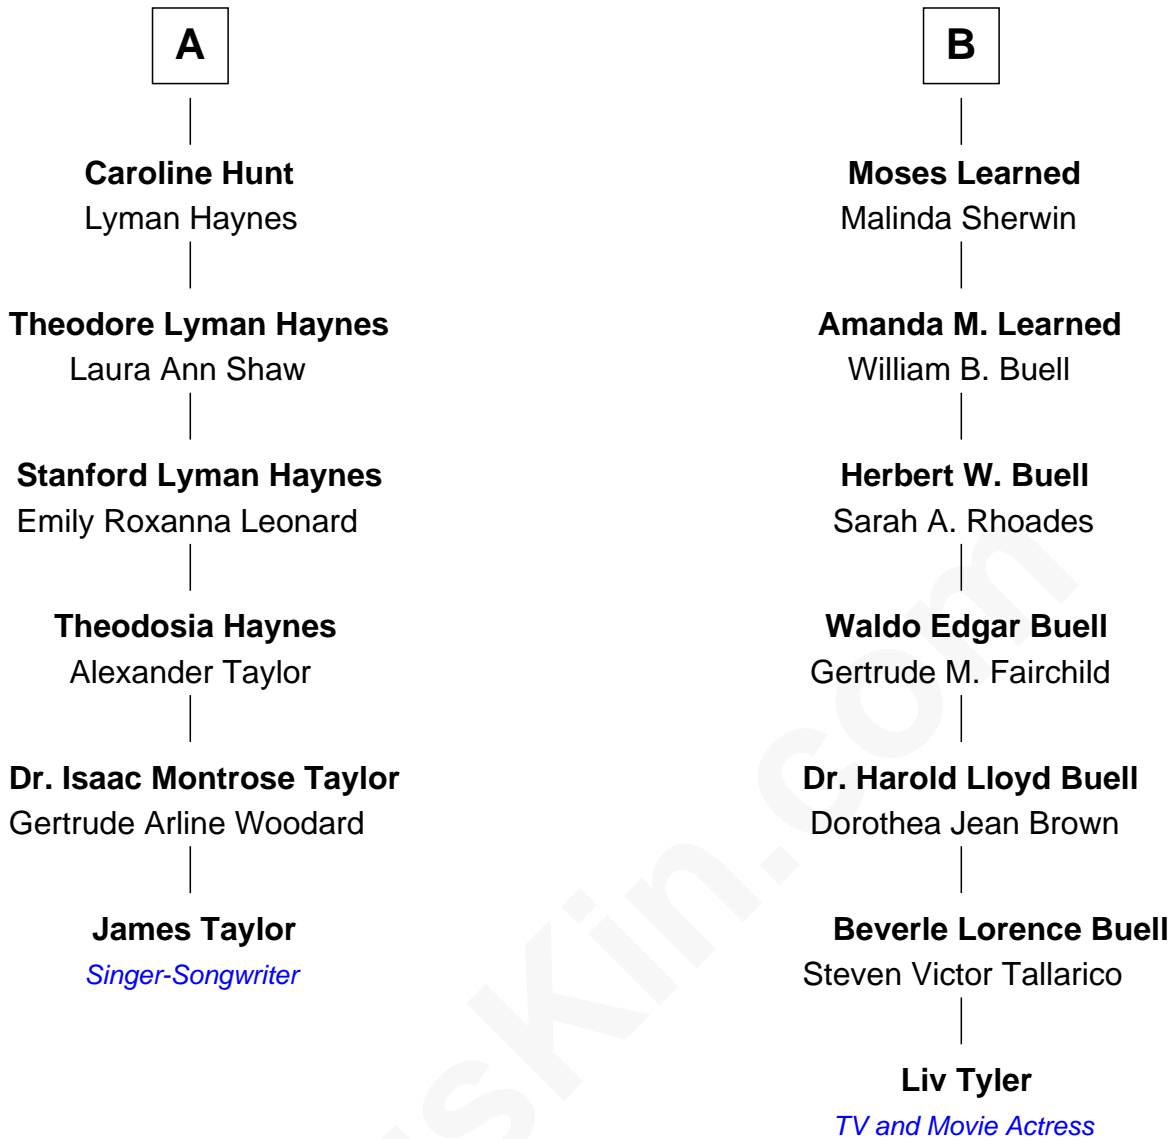 A
Caroline Hunt
Lyman Haynes
Theodore Lyman Haynes
Laura Ann Shaw
Stanford Lyman Haynes
Emily Roxanna Leonard
Theodosia Haynes
Alexander Taylor
Dr. Isaac Montrose Taylor
Gertrude Arline Woodard
James Taylor
Singer-Songwriter
B
Moses Learned
Malinda Sherwin
Amanda M. Learned
William B. Buell
Herbert W. Buell
Sarah A. Rhoades
Waldo Edgar Buell
Gertrude M. Fairchild
Dr. Harold Lloyd Buell
Dorothea Jean Brown
Beverle Lorence Buell
Steven Victor Tallarico
Liv Tyler
TV and Movie Actress
sKin.com